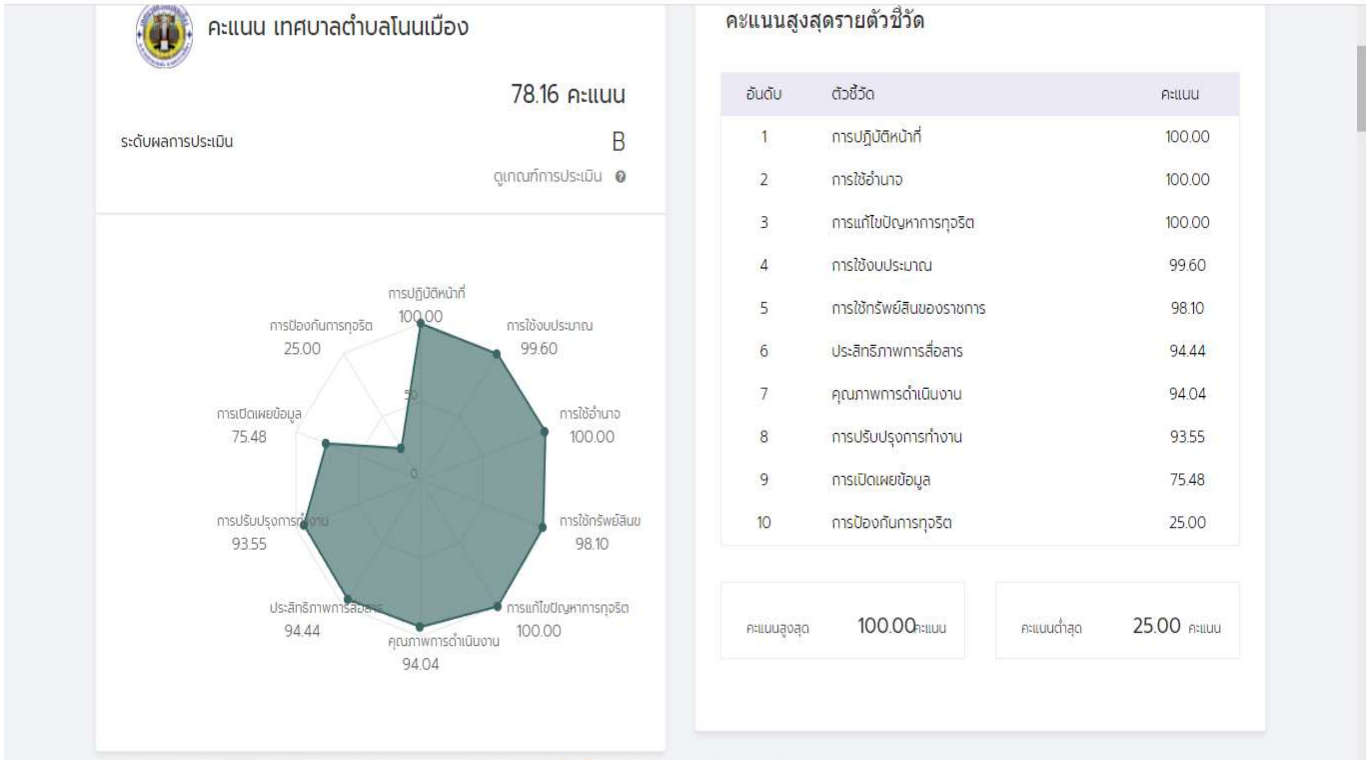 คะแนน เทศบาลตำบลโนนเมือง
78.16 คะแนน
ระดับผลการประเมิน B
ดูเกณฑ์การประเมิน
การปฏิบัติหน้าที่
100.00
การป้องกันการทุจริต
25.00
การใช้งบประมาณ
99.60
50
การเปิดเผยข้อมูล
75.48
การใช้อำนาจ
100.00
0
การปรับปรุงการทำงาน
93.55
การใช้ทรัพย์สินข
98.10
ประสิทธิภาพการสื่อสาร
94.44
การแก้ไขปัญหาการทุจริต
100.00
คุณภาพการดำเนินงาน
94.04
คะแนนสูงสุดรายตัวชี้วัด
อันดับ ตัวชี้วัด คะแนน
1 การปฏิบัติหน้าที่ 100.00
2 การใช้อำนาจ 100.00
3 การแก้ไขปัญหาการทุจริต 100.00
4 การใช้งบประมาณ 99.60
5 การใช้ทรัพย์สินของราชการ 98.10
6 ประสิทธิภาพการสื่อสาร 94.44
7 คุณภาพการดำเนินงาน 94.04
8 การปรับปรุงการทำงาน 93.55
9 การเปิดเผยข้อมูล 75.48
10 การป้องกันการทุจริต 25.00
คะแนนสูงสุด 100.00 คะแนน
คะแนนต่ำสุด 25.00 คะแนน